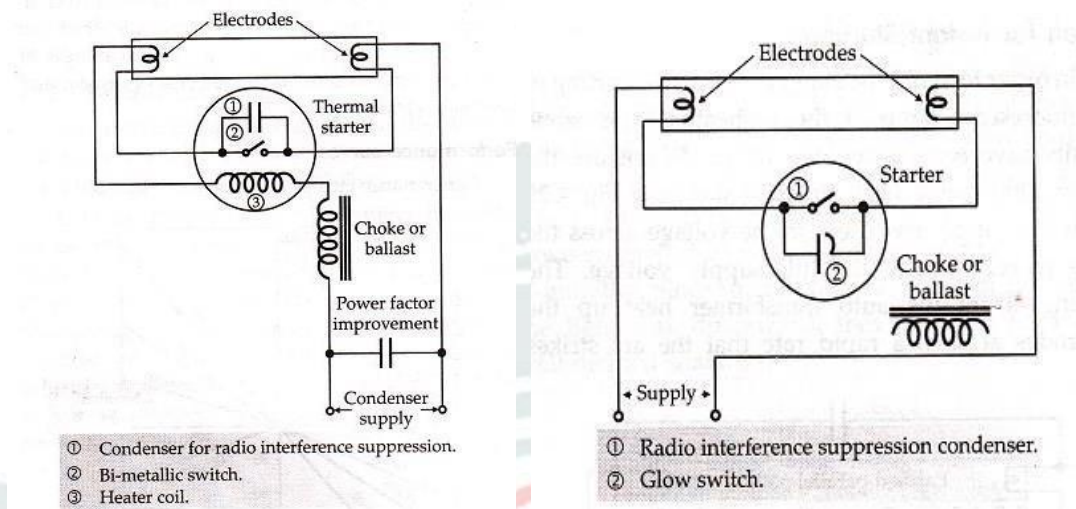 Electrodes
①
②
Thermal
starter
③
Choke or
ballast
Power factor
improvement
Condenser
supply
① Condenser for radio interference suppression.
② Bi-metallic switch.
③ Heater coil.
Electrodes
Starter
①
②
Choke or
ballast
Supply
① Radio interference suppression condenser.
② Glow switch.